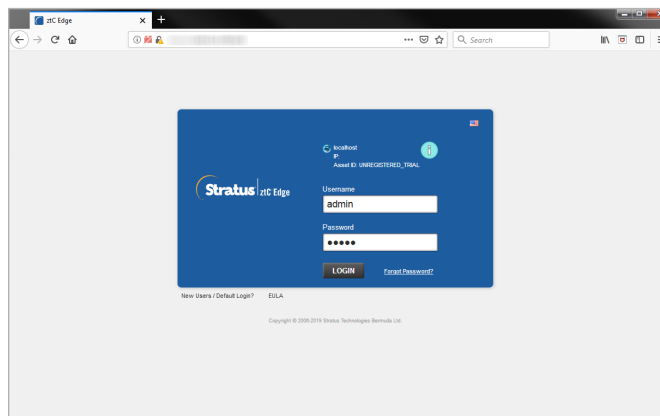 ztC Edge
Search
localhost
IP:
Asset ID: UNREGISTERED_TRIAL
Stratus ztC Edge
Username
admin
Password
LOGIN
Forgot Password?
New Users / Default Login?
EULA
Copyright © 2008-2019 Stratus Technologies Bermuda Ltd.